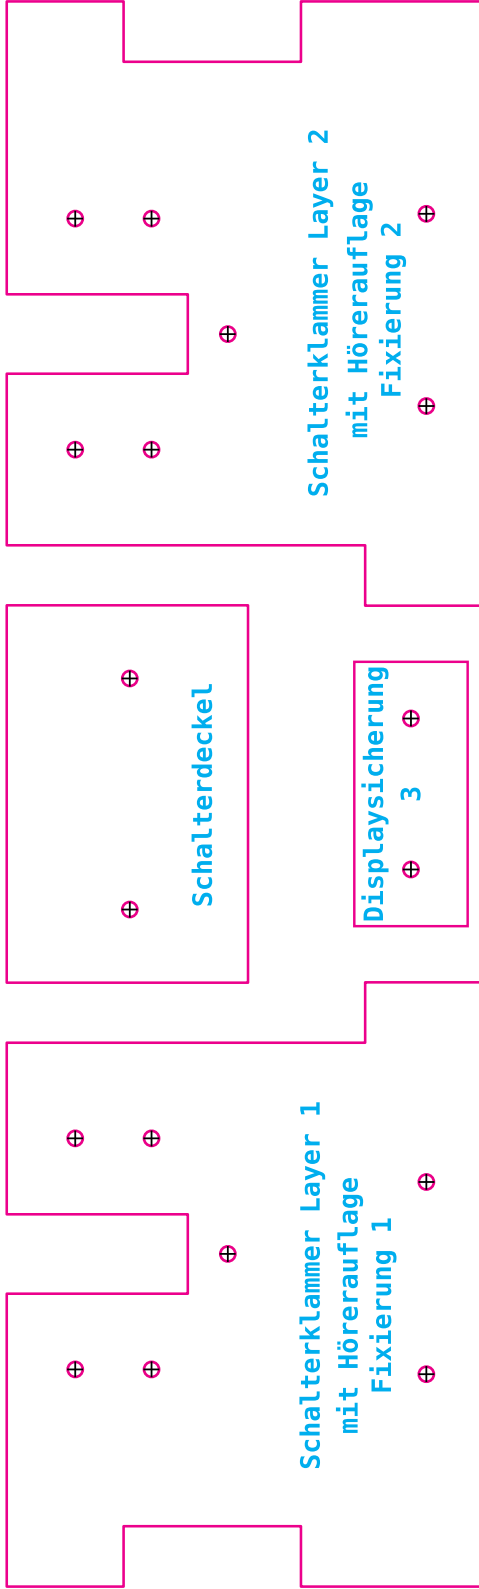 Schalterklammer Layer 2
mit Hörerauflage
Fixierung 2
Schalterdeckel
Displaysicherung
3
Schalterklammer Layer 1
mit Hörerauflage
Fixierung 1